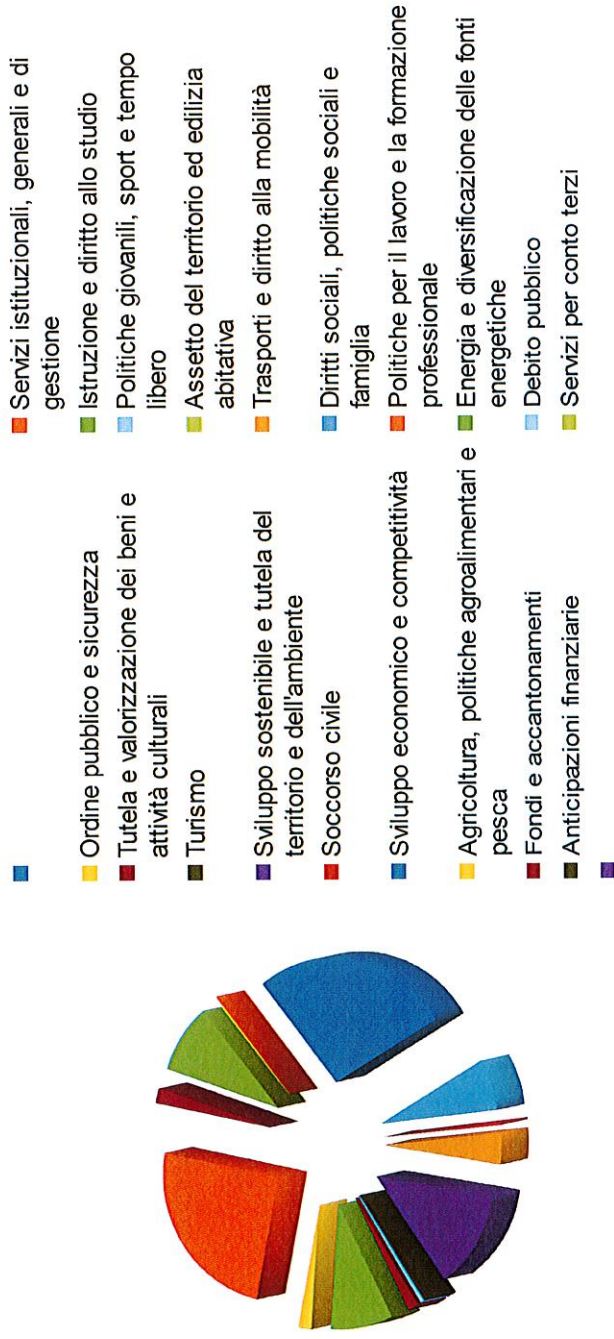 Servizi istituzionali, generali e di
gestione
Ordine pubblico e sicurezza
Istruzione e diritto allo studio
Tutela e valorizzazione dei beni e
attività culturali
Politiche giovanili, sport e tempo
libero
Turismo
Assetto del territorio ed edilizia
abitativa
Sviluppo sostenibile e tutela del
territorio e dell'ambiente
Trasporti e diritto alla mobilità
Soccorso civile
Diritti sociali, politiche sociali e
famiglia
Sviluppo economico e competitività
Politiche per il lavoro e la formazione
professionale
Agricoltura, politiche agroalimentari e
pesca
Energia e diversificazione delle fonti
energetiche
Fondi e accantonamenti
Debito pubblico
Anticipazioni finanziarie
Servizi per conto terzi